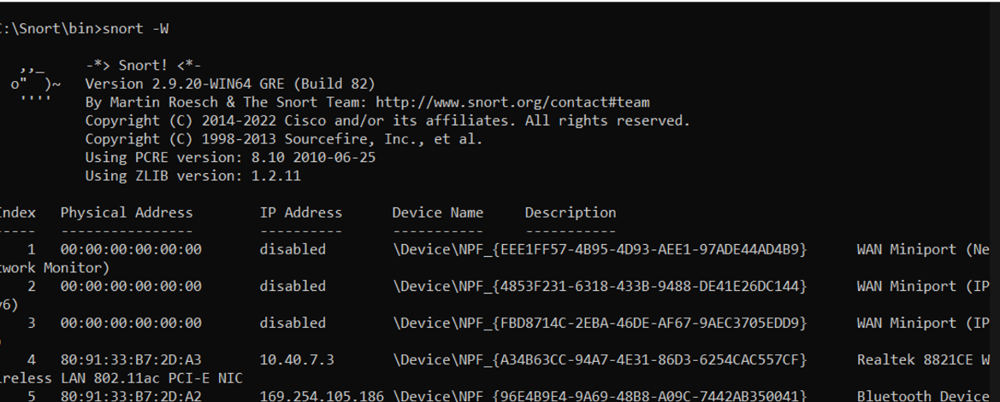 :\Snort\bin>snort -W
,,_ -*> Snort! <*-
o" )~ Version 2.9.20-WIN64 GRE (Build 82)
'''' By Martin Roesch & The Snort Team: http://www.snort.org/contact#team
Copyright (C) 2014-2022 Cisco and/or its affiliates. All rights reserved.
Copyright (C) 1998-2013 Sourcefire, Inc., et al.
Using PCRE version: 8.10 2010-06-25
Using ZLIB version: 1.2.11
Index Physical Address IP Address Device Name Description
----- ---------------- ---------- ----------- -----------
1 00:00:00:00:00:00 disabled \Device\NPF_{EEE1FF57-4B95-4D93-AEE1-97ADE44AD4B9} WAN Miniport (Ne
twork Monitor)
2 00:00:00:00:00:00 disabled \Device\NPF_{4853F231-6318-433B-9488-DE41E26DC144} WAN Miniport (IP
v6)
3 00:00:00:00:00:00 disabled \Device\NPF_{FBD8714C-2EBA-46DE-AF67-9AEC3705EDD9} WAN Miniport (IP
)
4 80:91:33:B7:2D:A3 10.40.7.3 \Device\NPF_{A34B63CC-94A7-4E31-86D3-6254CAC557CF} Realtek 8821CE W
ireless LAN 802.11ac PCI-E NIC
5 80:91:33:B7:2D:A2 169.254.105.186 \Device\NPF_{96E4B9E4-9A69-48B8-A09C-7442AB350041} Bluetooth Device